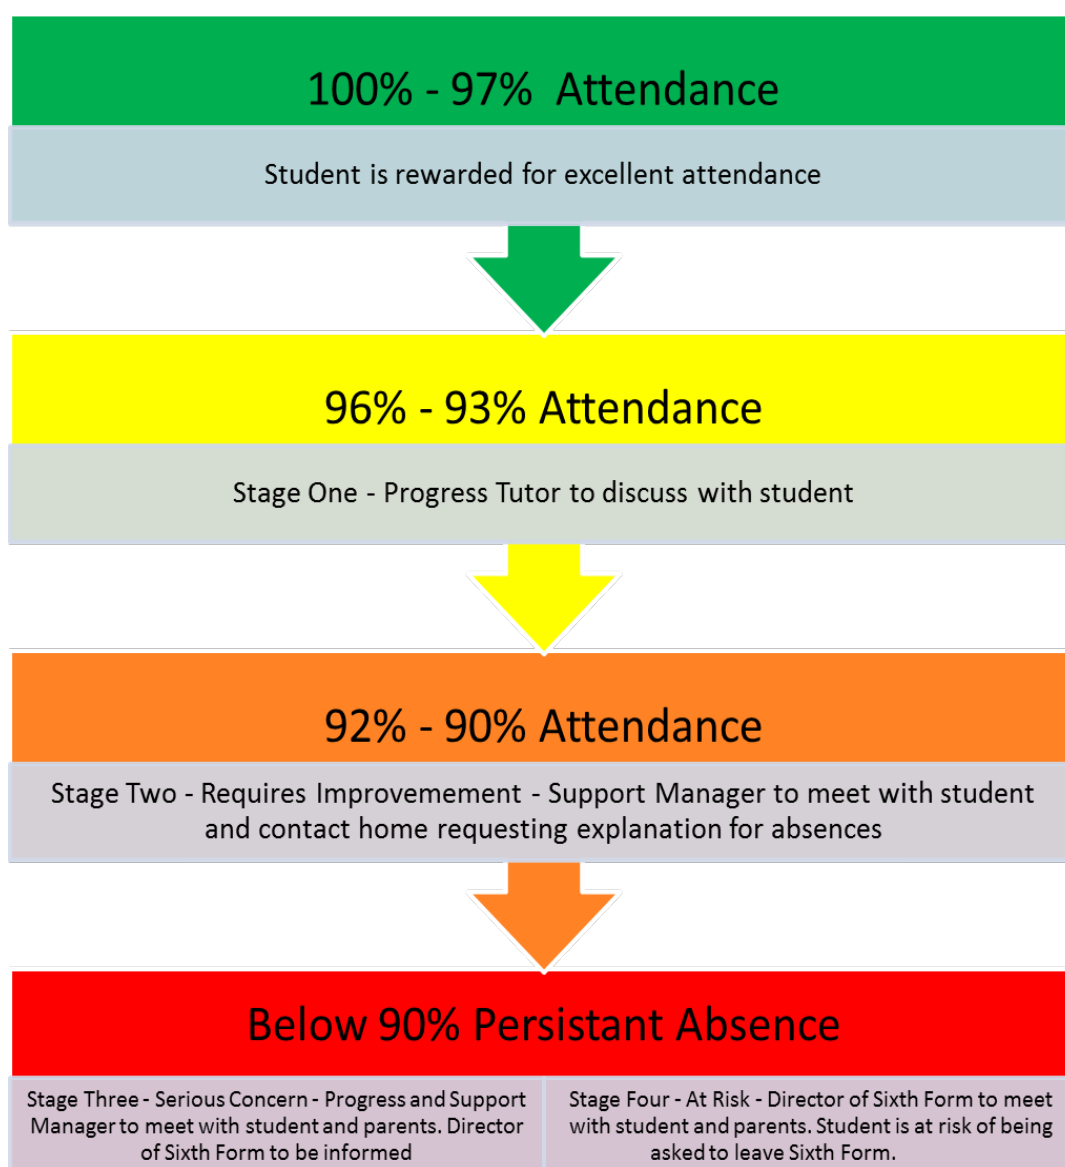 100% - 97%  Attendance
Student is rewarded for excellent attendance
96% - 93% Attendance
Stage One - Progress Tutor to discuss with student
92% - 90% Attendance
Stage Two - Requires Improvemement - Support Manager to meet with student
and contact home requesting explanation for absences
Below 90% Persistant Absence
Stage Three - Serious Concern - Progress and Support
Manager to meet with student and parents. Director
of Sixth Form to be informed
Stage Four - At Risk - Director of Sixth Form to meet
with student and parents. Student is at risk of being
asked to leave Sixth Form.